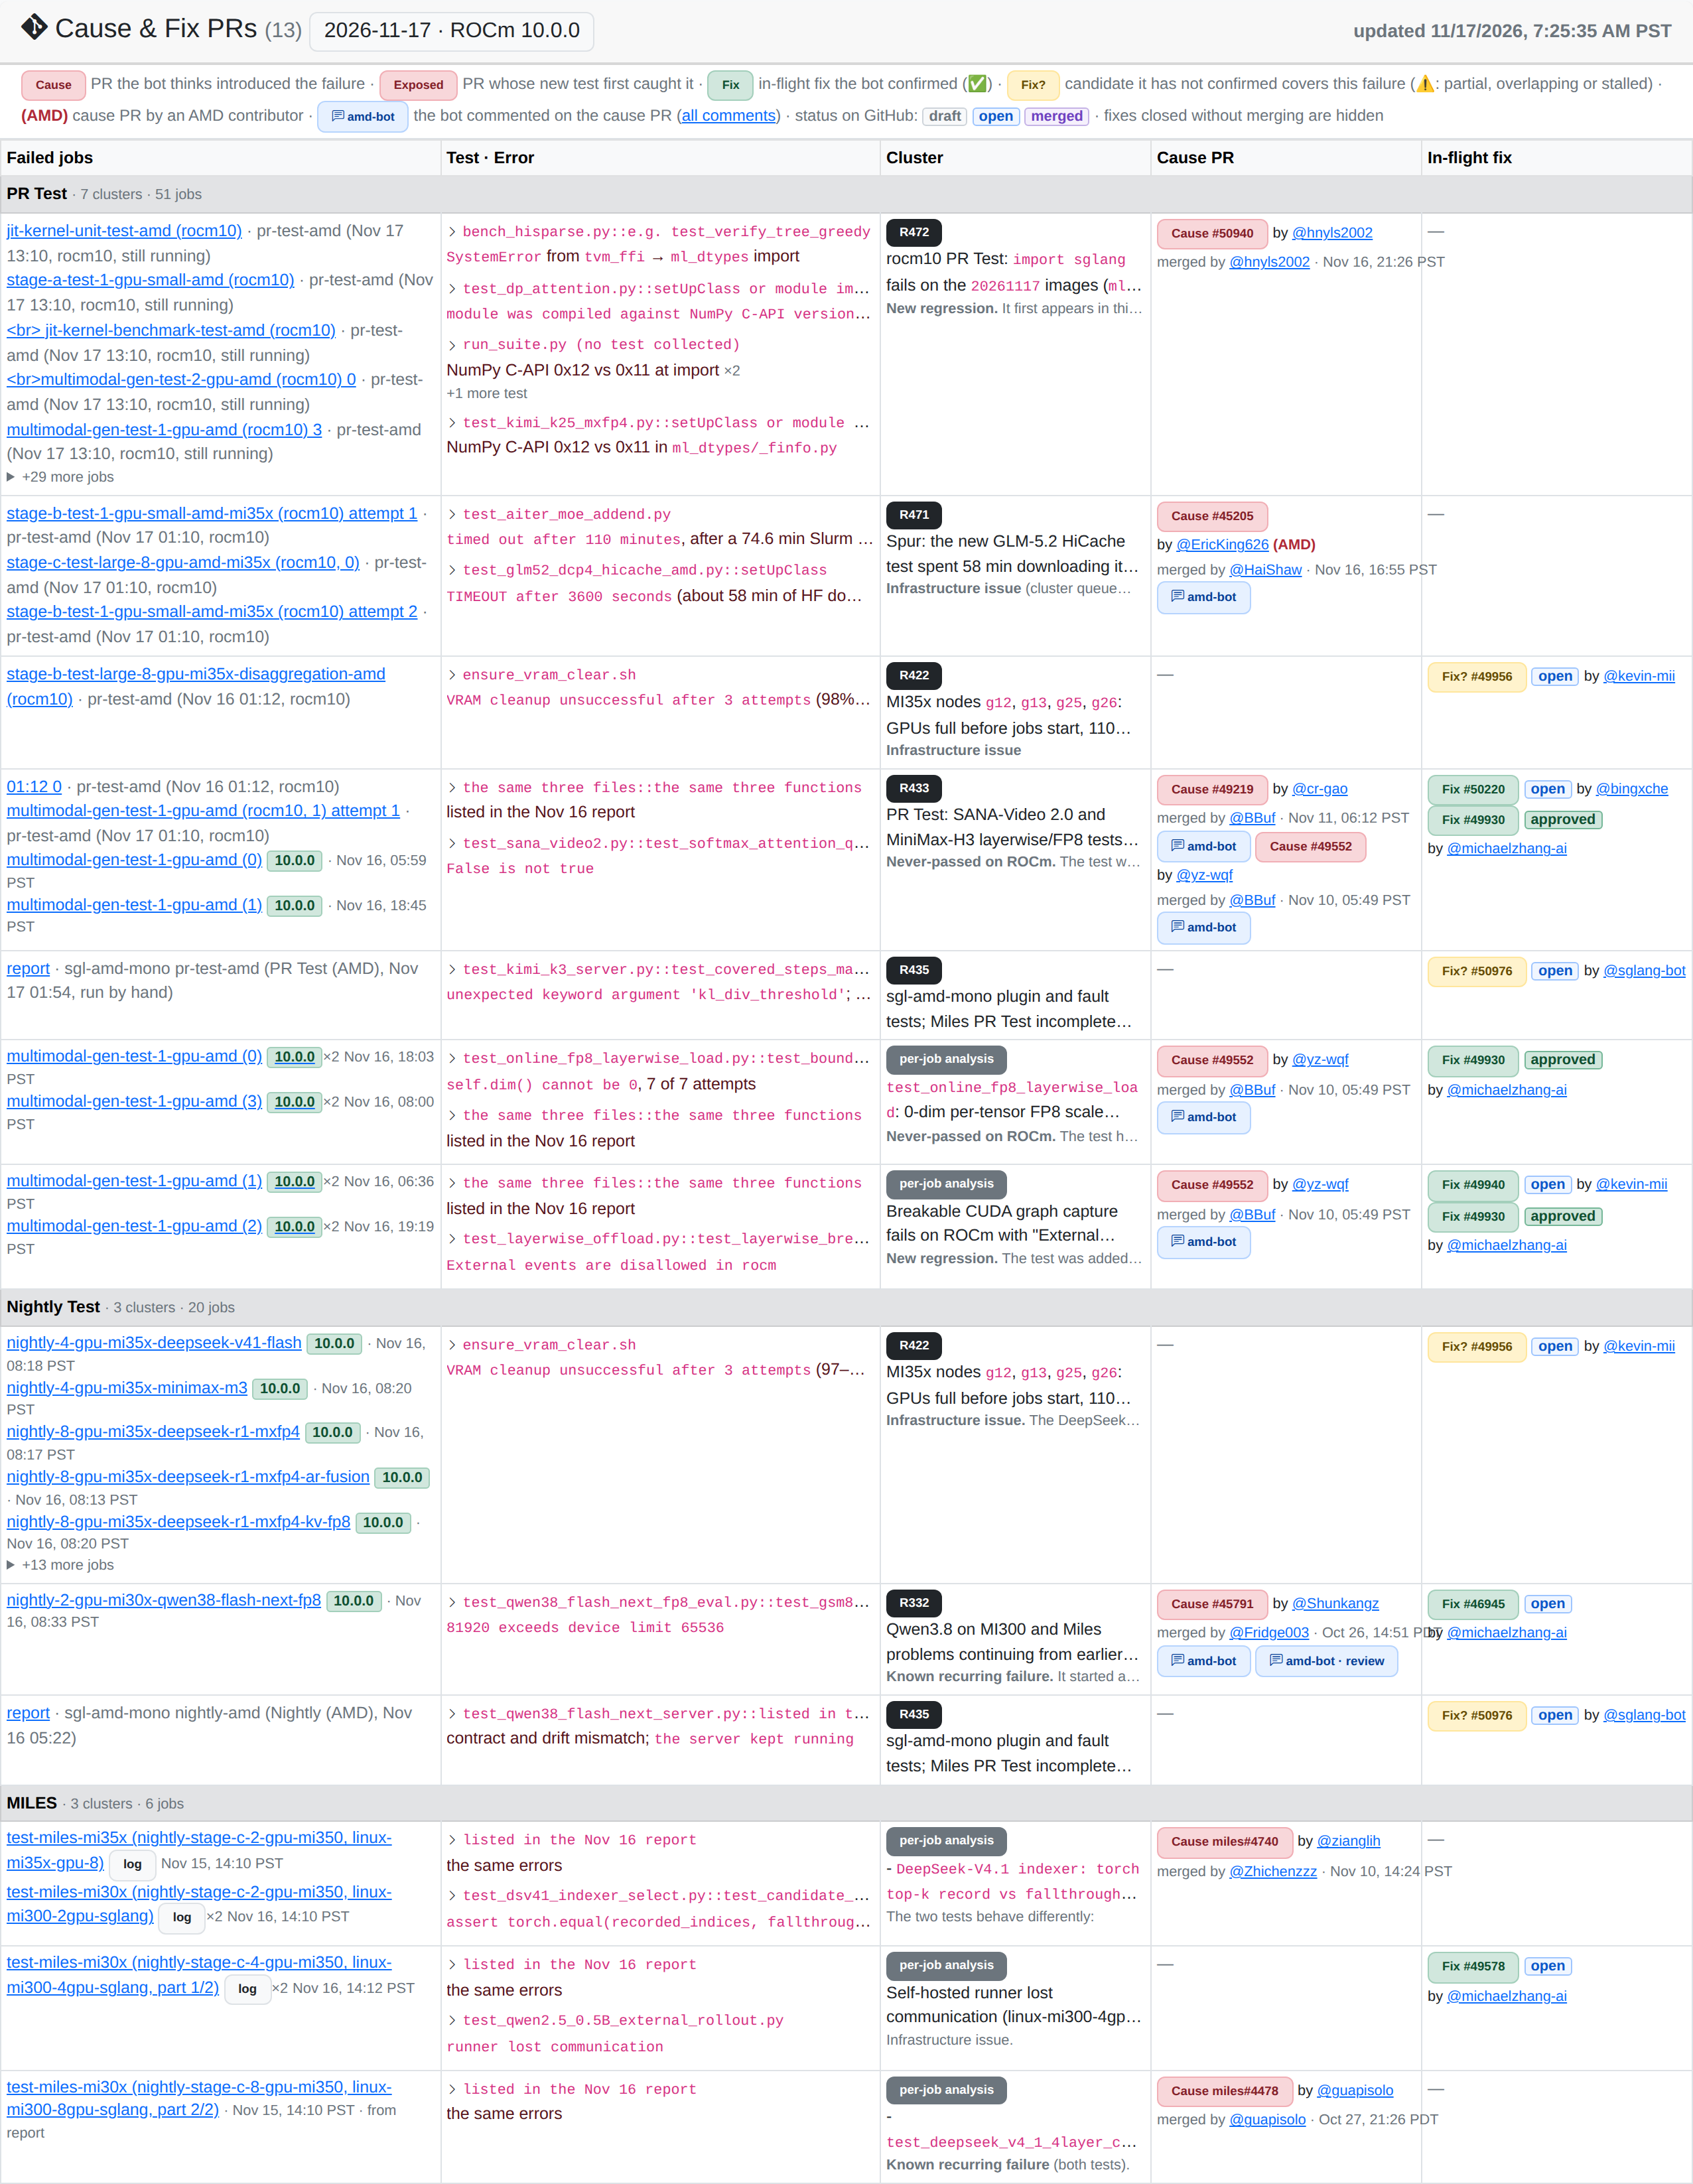 Cause & Fix PRs (13) 2026-11-17 · ROCm 10.0.0
updated 11/17/2026, 7:25:35 AM PST
Cause PR the bot thinks introduced the failure · Exposed PR whose new test first caught it · Fix in-flight fix the bot confirmed (✅) · Fix? candidate it has not confirmed covers this failure (⚠️: partial, overlapping or stalled) ·
(AMD) cause PR by an AMD contributor · amd-bot the bot commented on the cause PR (all comments) · status on GitHub: draft open merged · fixes closed without merging are hidden
Failed jobs
Test · Error
Cluster
Cause PR
In-flight fix
PR Test · 7 clusters · 51 jobs
jit-kernel-unit-test-amd (rocm10) · pr-test-amd (Nov 17
13:10, rocm10, still running)
stage-a-test-1-gpu-small-amd (rocm10) · pr-test-amd (Nov
17 13:10, rocm10, still running)
<br> jit-kernel-benchmark-test-amd (rocm10) · pr-test-
amd (Nov 17 13:10, rocm10, still running)
<br>multimodal-gen-test-2-gpu-amd (rocm10) 0 · pr-test-
amd (Nov 17 13:10, rocm10, still running)
multimodal-gen-test-1-gpu-amd (rocm10) 3 · pr-test-amd
(Nov 17 13:10, rocm10, still running)
▶ +29 more jobs
> bench_hisparse.py::e.g. test_verify_tree_greedy
SystemError from tvm_ffi → ml_dtypes import
> test_dp_attention.py::setUpClass or module im…
module was compiled against NumPy C-API version…
> run_suite.py (no test collected)
NumPy C-API 0x12 vs 0x11 at import ×2
+1 more test
> test_kimi_k25_mxfp4.py::setUpClass or module …
NumPy C-API 0x12 vs 0x11 in ml_dtypes/_finfo.py
R472
rocm10 PR Test: import sglang
fails on the 20261117 images (ml…
New regression. It first appears in thi…
Cause #50940 by @hnyls2002
merged by @hnyls2002 · Nov 16, 21:26 PST
—
stage-b-test-1-gpu-small-amd-mi35x (rocm10) attempt 1 ·
pr-test-amd (Nov 17 01:10, rocm10)
stage-c-test-large-8-gpu-amd-mi35x (rocm10, 0) · pr-test-
amd (Nov 17 01:10, rocm10)
stage-b-test-1-gpu-small-amd-mi35x (rocm10) attempt 2 ·
pr-test-amd (Nov 17 01:10, rocm10)
> test_aiter_moe_addend.py
timed out after 110 minutes, after a 74.6 min Slurm …
> test_glm52_dcp4_hicache_amd.py::setUpClass
TIMEOUT after 3600 seconds (about 58 min of HF do…
R471
Spur: the new GLM-5.2 HiCache
test spent 58 min downloading it…
Infrastructure issue (cluster queue…
Cause #45205
by @EricKing626 (AMD)
merged by @HaiShaw · Nov 16, 16:55 PST
amd-bot
—
stage-b-test-large-8-gpu-mi35x-disaggregation-amd
(rocm10) · pr-test-amd (Nov 16 01:12, rocm10)
> ensure_vram_clear.sh
VRAM cleanup unsuccessful after 3 attempts (98%…
R422
MI35x nodes g12, g13, g25, g26:
GPUs full before jobs start, 110…
Infrastructure issue
—
Fix? #49956 open by @kevin-mii
01:12 0 · pr-test-amd (Nov 16 01:12, rocm10)
multimodal-gen-test-1-gpu-amd (rocm10, 1) attempt 1 ·
pr-test-amd (Nov 17 01:10, rocm10)
multimodal-gen-test-1-gpu-amd (0) 10.0.0 · Nov 16, 05:59
PST
multimodal-gen-test-1-gpu-amd (1) 10.0.0 · Nov 16, 18:45
PST
> the same three files::the same three functions
listed in the Nov 16 report
> test_sana_video2.py::test_softmax_attention_q…
False is not true
R433
PR Test: SANA-Video 2.0 and
MiniMax-H3 layerwise/FP8 tests…
Never-passed on ROCm. The test w…
Cause #49219 by @cr-gao
merged by @BBuf · Nov 11, 06:12 PST
amd-bot Cause #49552
by @yz-wqf
merged by @BBuf · Nov 10, 05:49 PST
amd-bot
Fix #50220 open by @bingxche
Fix #49930 approved
by @michaelzhang-ai
report · sgl-amd-mono pr-test-amd (PR Test (AMD), Nov
17 01:54, run by hand)
> test_kimi_k3_server.py::test_covered_steps_ma…
unexpected keyword argument 'kl_div_threshold'; …
R435
sgl-amd-mono plugin and fault
tests; Miles PR Test incomplete…
—
Fix? #50976 open by @sglang-bot
multimodal-gen-test-1-gpu-amd (0) 10.0.0 ×2 Nov 16, 18:03
PST
multimodal-gen-test-1-gpu-amd (3) 10.0.0 ×2 Nov 16, 08:00
PST
> test_online_fp8_layerwise_load.py::test_bound…
self.dim() cannot be 0, 7 of 7 attempts
> the same three files::the same three functions
listed in the Nov 16 report
per-job analysis
test_online_fp8_layerwise_loa
d: 0-dim per-tensor FP8 scale…
Never-passed on ROCm. The test h…
Cause #49552 by @yz-wqf
merged by @BBuf · Nov 10, 05:49 PST
amd-bot
Fix #49930 approved
by @michaelzhang-ai
multimodal-gen-test-1-gpu-amd (1) 10.0.0 ×2 Nov 16, 06:36
PST
multimodal-gen-test-1-gpu-amd (2) 10.0.0 ×2 Nov 16, 19:19
PST
> the same three files::the same three functions
listed in the Nov 16 report
> test_layerwise_offload.py::test_layerwise_bre…
External events are disallowed in rocm
per-job analysis
Breakable CUDA graph capture
fails on ROCm with "External…
New regression. The test was added…
Cause #49552 by @yz-wqf
merged by @BBuf · Nov 10, 05:49 PST
amd-bot
Fix #49940 open by @kevin-mii
Fix #49930 approved
by @michaelzhang-ai
Nightly Test · 3 clusters · 20 jobs
nightly-4-gpu-mi35x-deepseek-v41-flash 10.0.0 · Nov 16,
08:18 PST
nightly-4-gpu-mi35x-minimax-m3 10.0.0 · Nov 16, 08:20
PST
nightly-8-gpu-mi35x-deepseek-r1-mxfp4 10.0.0 · Nov 16,
08:17 PST
nightly-8-gpu-mi35x-deepseek-r1-mxfp4-ar-fusion 10.0.0
· Nov 16, 08:13 PST
nightly-8-gpu-mi35x-deepseek-r1-mxfp4-kv-fp8 10.0.0 ·
Nov 16, 08:20 PST
▶ +13 more jobs
> ensure_vram_clear.sh
VRAM cleanup unsuccessful after 3 attempts (97–…
R422
MI35x nodes g12, g13, g25, g26:
GPUs full before jobs start, 110…
Infrastructure issue. The DeepSeek…
—
Fix? #49956 open by @kevin-mii
nightly-2-gpu-mi30x-qwen38-flash-next-fp8 10.0.0 · Nov
16, 08:33 PST
> test_qwen38_flash_next_fp8_eval.py::test_gsm8…
81920 exceeds device limit 65536
R332
Qwen3.8 on MI300 and Miles
problems continuing from earlier…
Known recurring failure. It started a…
Cause #45791 by @Shunkangz
merged by @Fridge003 · Oct 26, 14:51 PDT
amd-bot amd-bot · review
Fix #46945 open
by @michaelzhang-ai
report · sgl-amd-mono nightly-amd (Nightly (AMD), Nov
16 05:22)
> test_qwen38_flash_next_server.py::listed in t…
contract and drift mismatch; the server kept running
R435
sgl-amd-mono plugin and fault
tests; Miles PR Test incomplete…
—
Fix? #50976 open by @sglang-bot
MILES · 3 clusters · 6 jobs
test-miles-mi35x (nightly-stage-c-2-gpu-mi350, linux-
mi35x-gpu-8) log Nov 15, 14:10 PST
test-miles-mi30x (nightly-stage-c-2-gpu-mi350, linux-
mi300-2gpu-sglang) log ×2 Nov 16, 14:10 PST
> listed in the Nov 16 report
the same errors
> test_dsv41_indexer_select.py::test_candidate_…
assert torch.equal(recorded_indices, fallthroug…
per-job analysis
- DeepSeek-V4.1 indexer: torch
top-k record vs fallthrough…
The two tests behave differently:
Cause miles#4740 by @zianglih
merged by @Zhichenzzz · Nov 10, 14:24 PST
—
test-miles-mi30x (nightly-stage-c-4-gpu-mi350, linux-
mi300-4gpu-sglang, part 1/2) log ×2 Nov 16, 14:12 PST
> listed in the Nov 16 report
the same errors
> test_qwen2.5_0.5B_external_rollout.py
runner lost communication
per-job analysis
Self-hosted runner lost
communication (linux-mi300-4gp…
Infrastructure issue.
—
Fix #49578 open
by @michaelzhang-ai
test-miles-mi30x (nightly-stage-c-8-gpu-mi350, linux-
mi300-8gpu-sglang, part 2/2) · Nov 15, 14:10 PST · from
report
> listed in the Nov 16 report
the same errors
per-job analysis
-
test_deepseek_v4_1_4layer_c…
Known recurring failure (both tests).
Cause miles#4478 by @guapisolo
merged by @guapisolo · Oct 27, 21:26 PDT
—